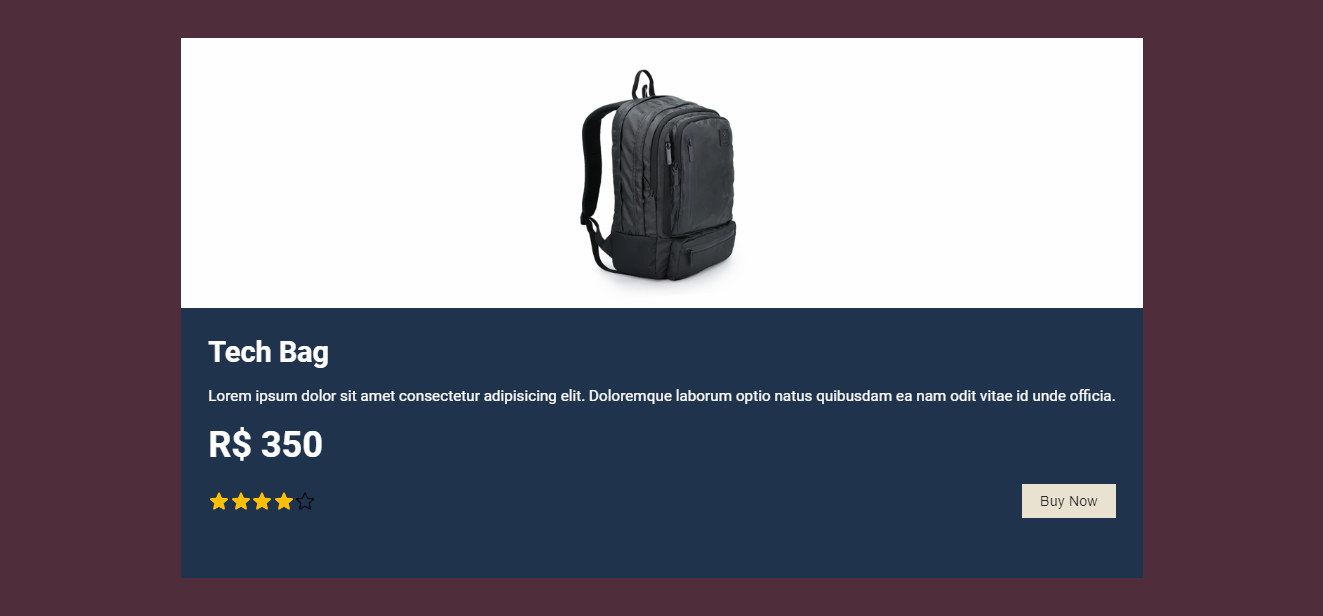 Tech Bag
Lorem ipsum dolor sit amet consectetur adipisicing elit. Doloremque laborum optio natus quibusdam ea nam odit vitae id unde officia.
R$ 350
Buy Now